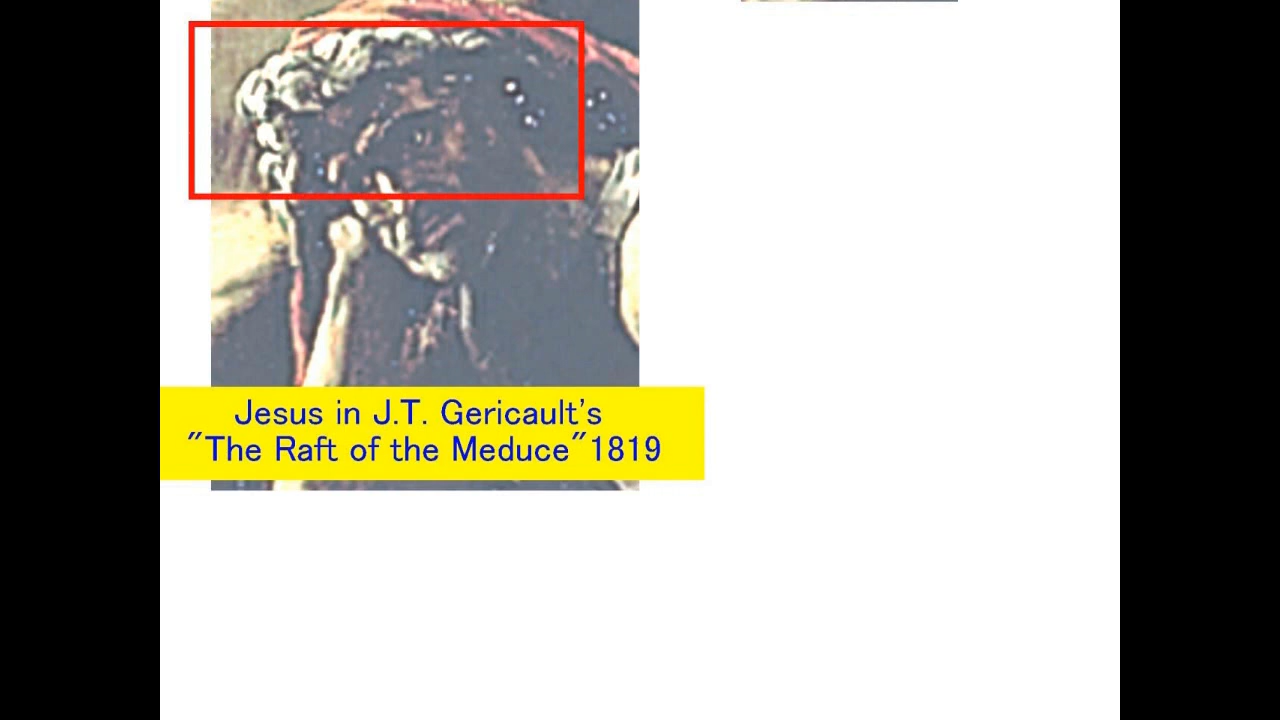 Jesus in J.T. Gericault's
"The Raft of the Meduce"1819